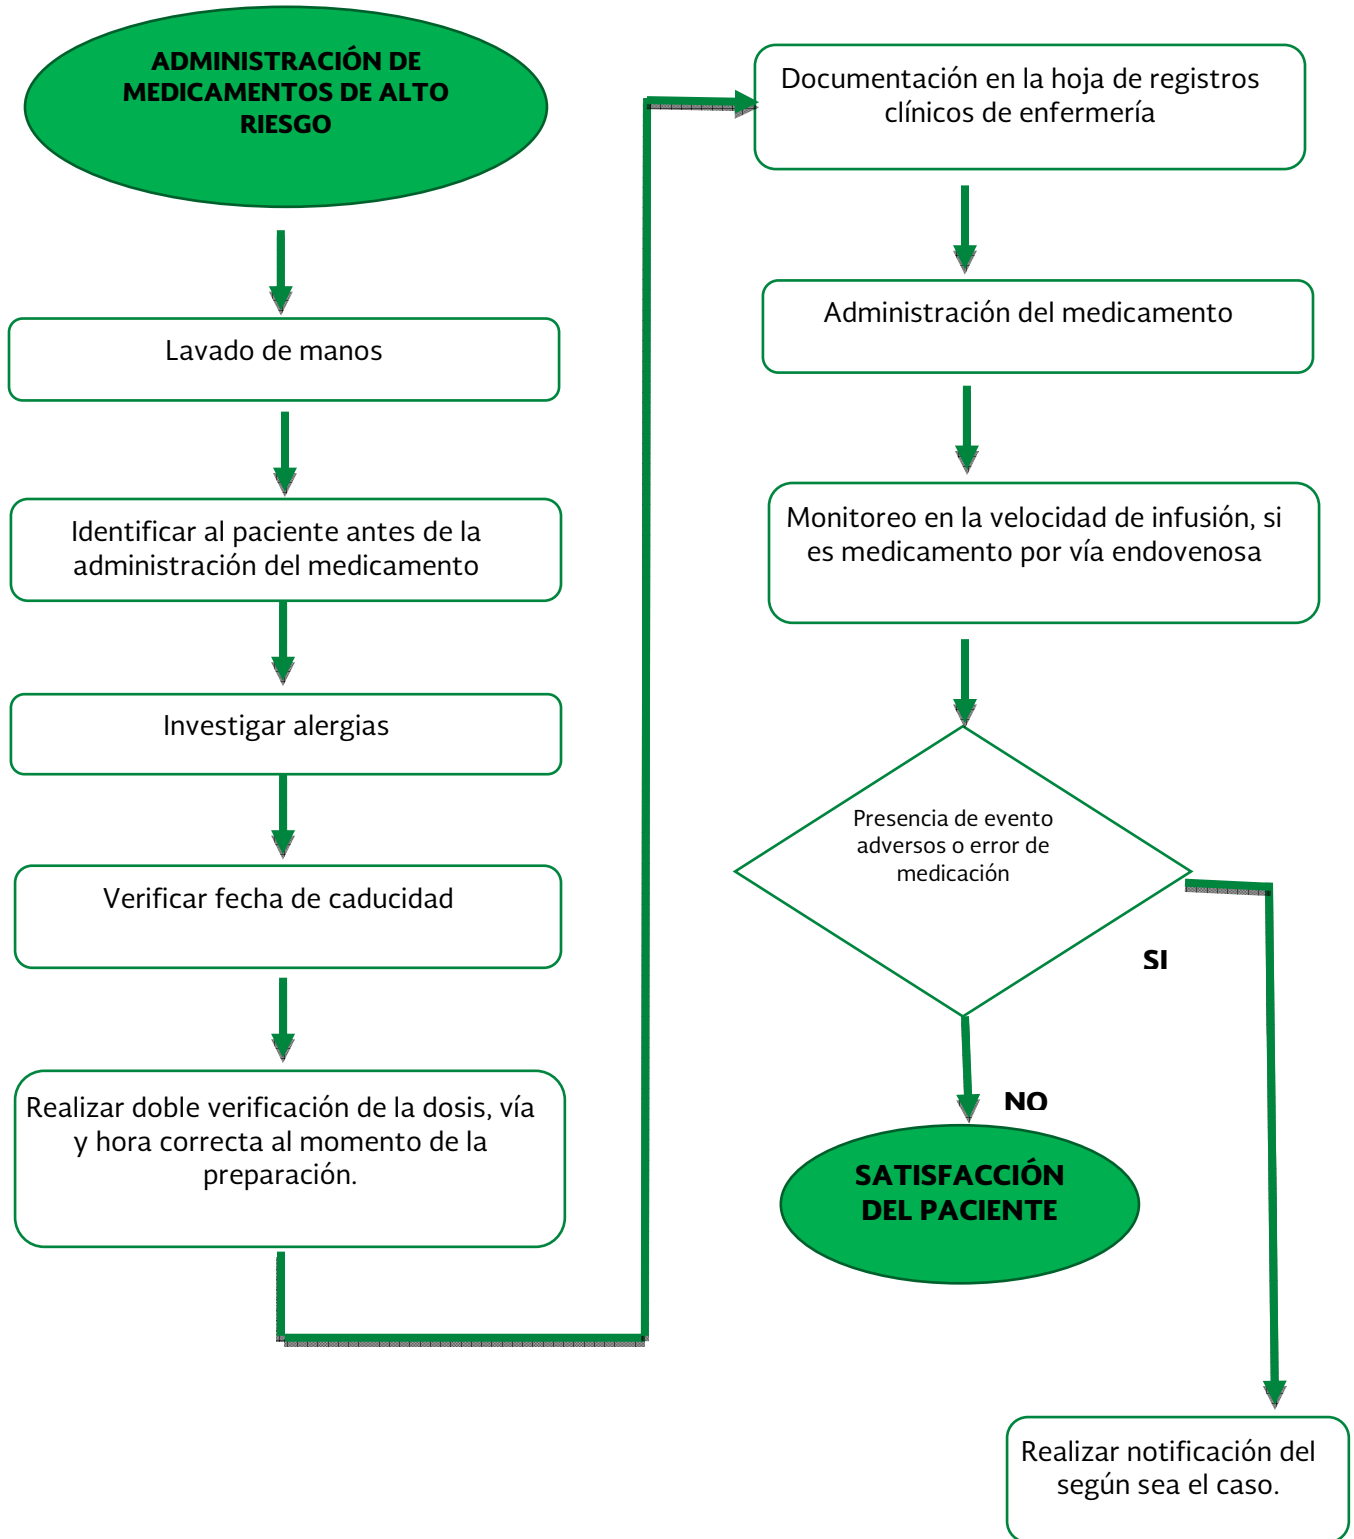 ADMINISTRACIÓN DE
MEDICAMENTOS DE ALTO
RIESGO
Lavado de manos
Identificar al paciente antes de la
administración del medicamento
Investigar alergias
Verificar fecha de caducidad
Realizar doble verificación de la dosis, vía
y hora correcta al momento de la
preparación.
Documentación en la hoja de registros
clínicos de enfermería
Administración del medicamento
Monitoreo en la velocidad de infusión, si
es medicamento por vía endovenosa
Presencia de evento
adversos o error de
medicación
SI
NO
SATISFACCIÓN
DEL PACIENTE
Realizar notificación del
según sea el caso.